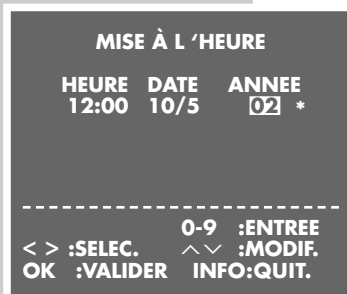 MISE À L ‘HEURE
HEURE DATE ANNEE
12:00 10/5 02 *
0-9 :ENTREE
< > :SELEC. ︿﹀ :MODIF.
OK :VALIDER INFO:QUIT.